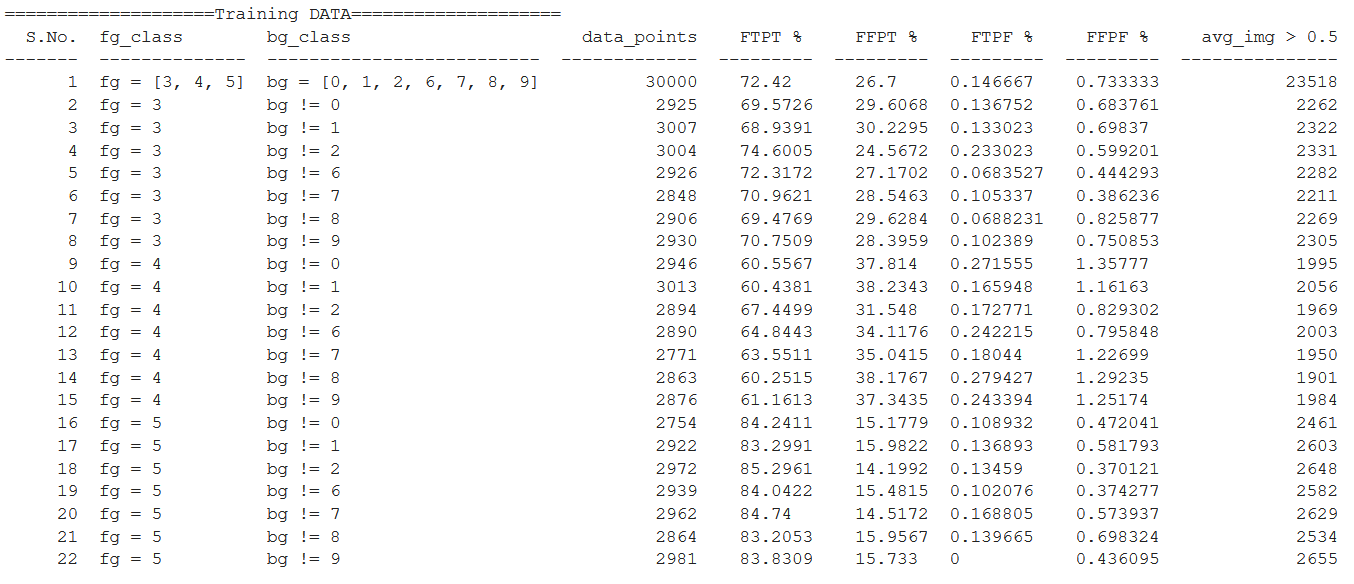 ====================Training DATA====================
S.No. fg_class bg_class data_points FTPT % FFPT % FTPF % FFPF % avg_img > 0.5
------- -------------- -------------------------- ------------- --------- --------- --------- --------- ---------------
1 fg = [3, 4, 5] bg = [0, 1, 2, 6, 7, 8, 9] 30000 72.42 26.7 0.146667 0.733333 23518
2 fg = 3 bg != 0 2925 69.5726 29.6068 0.136752 0.683761 2262
3 fg = 3 bg != 1 3007 68.9391 30.2295 0.133023 0.69837 2322
4 fg = 3 bg != 2 3004 74.6005 24.5672 0.233023 0.599201 2331
5 fg = 3 bg != 6 2926 72.3172 27.1702 0.0683527 0.444293 2282
6 fg = 3 bg != 7 2848 70.9621 28.5463 0.105337 0.386236 2211
7 fg = 3 bg != 8 2906 69.4769 29.6284 0.0688231 0.825877 2269
8 fg = 3 bg != 9 2930 70.7509 28.3959 0.102389 0.750853 2305
9 fg = 4 bg != 0 2946 60.5567 37.814 0.271555 1.35777 1995
10 fg = 4 bg != 1 3013 60.4381 38.2343 0.165948 1.16163 2056
11 fg = 4 bg != 2 2894 67.4499 31.548 0.172771 0.829302 1969
12 fg = 4 bg != 6 2890 64.8443 34.1176 0.242215 0.795848 2003
13 fg = 4 bg != 7 2771 63.5511 35.0415 0.18044 1.22699 1950
14 fg = 4 bg != 8 2863 60.2515 38.1767 0.279427 1.29235 1901
15 fg = 4 bg != 9 2876 61.1613 37.3435 0.243394 1.25174 1984
16 fg = 5 bg != 0 2754 84.2411 15.1779 0.108932 0.472041 2461
17 fg = 5 bg != 1 2922 83.2991 15.9822 0.136893 0.581793 2603
18 fg = 5 bg != 2 2972 85.2961 14.1992 0.13459 0.370121 2648
19 fg = 5 bg != 6 2939 84.0422 15.4815 0.102076 0.374277 2582
20 fg = 5 bg != 7 2962 84.74 14.5172 0.168805 0.573937 2629
21 fg = 5 bg != 8 2864 83.2053 15.9567 0.139665 0.698324 2534
22 fg = 5 bg != 9 2981 83.8309 15.733 0 0.436095 2655